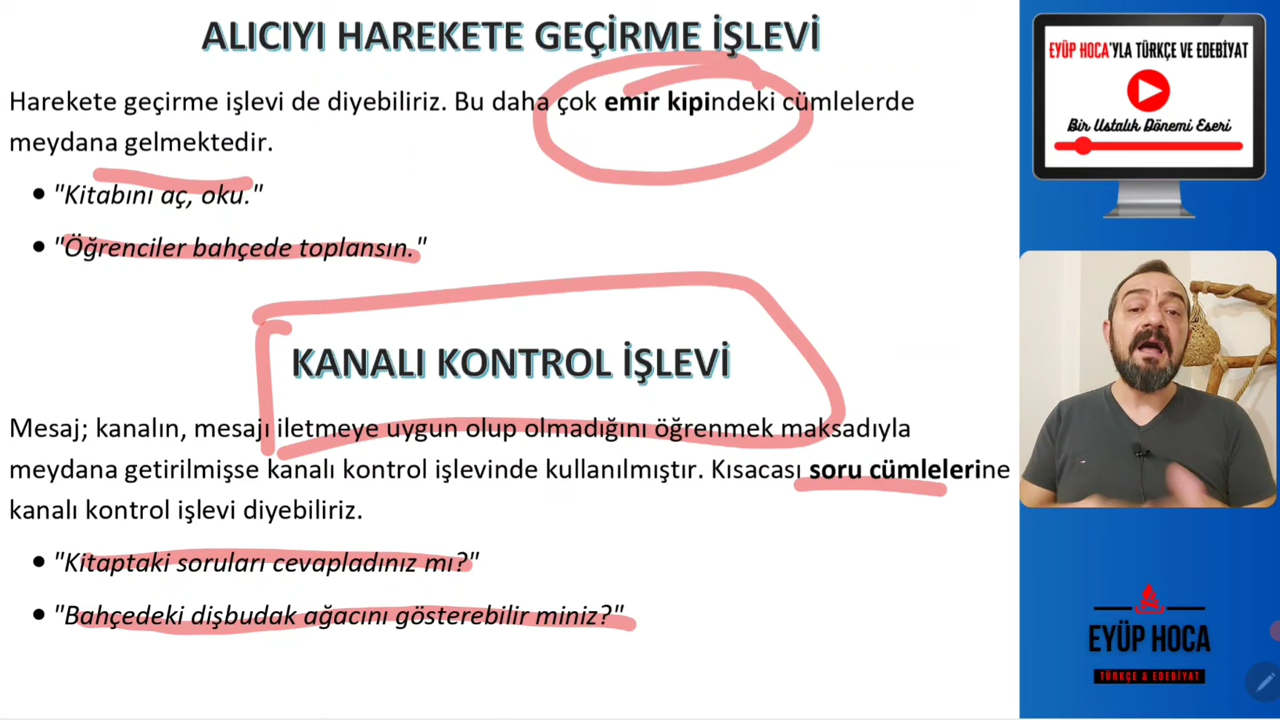 ALICIYI HAREKETE GEÇİRME İŞLEVİ
Harekete geçirme işlevi de diyebiliriz. Bu daha çok emir kipindeki cümlelerde
meydana gelmektedir.
• "Kitabını aç, oku."
• "Öğrenciler bahçede toplansın."
KANALI KONTROL İŞLEVİ
Mesaj; kanalın, mesajı iletmeye uygun olup olmadığını öğrenmek maksadıyla
meydana getirilmişse kanalı kontrol işlevinde kullanılmıştır. Kısacası soru cümlelerine
kanalı kontrol işlevi diyebiliriz.
• "Kitaptaki soruları cevapladınız mı?"
• "Bahçedeki dişbudak ağacını gösterebilir miniz?"
EYÜP HOCA'YLA TÜRKÇE VE EDEBİYAT
Bir Ustalık Dönemi Eseri
EYÜP HOCA
TÜRKÇE & EDEBİYAT